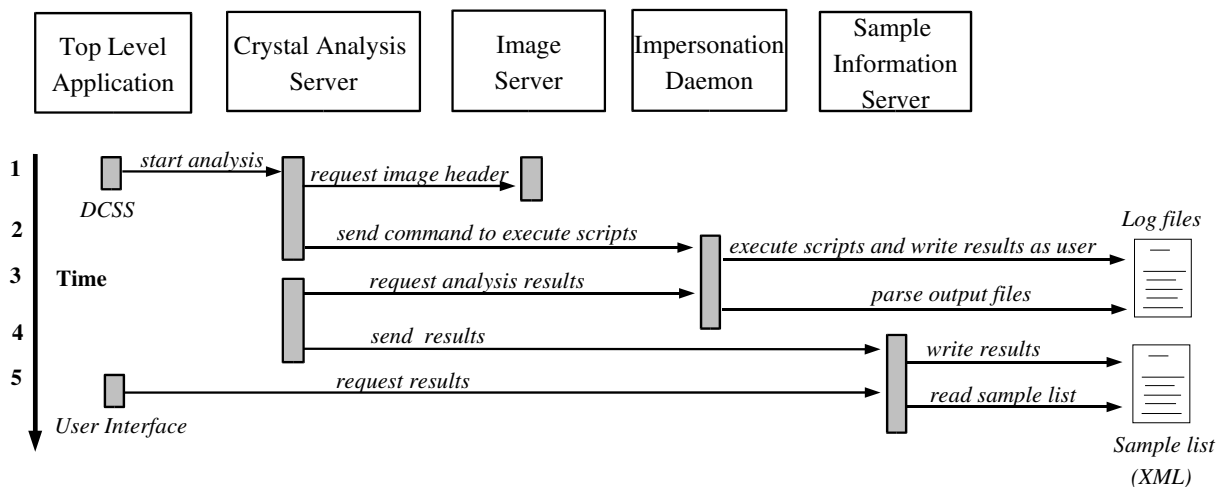 Top Level
Application
Crystal Analysis
Server
Image
Server
Impersonation
Daemon
Sample
Information
Server
1
start analysis
request image header
DCSS
2
send command to execute scripts
execute scripts and write results as user
Log files
3
Time
request analysis results
parse output files
4
send results
write results
5
request results
read sample list
User Interface
Sample list
(XML)